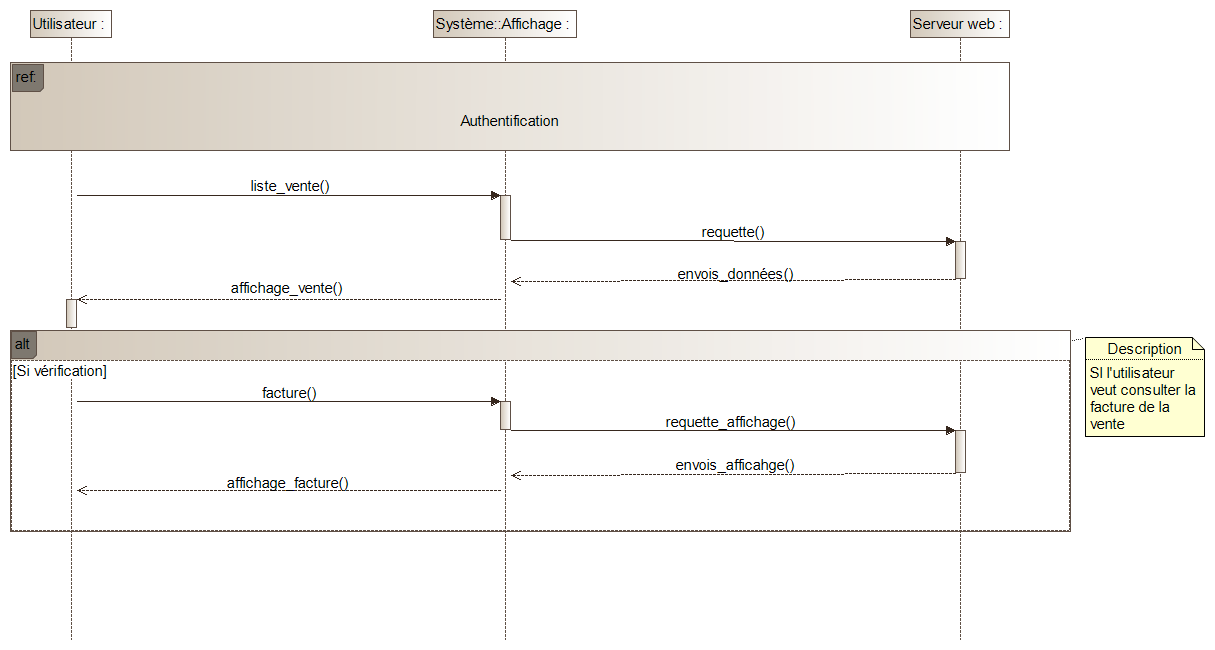 Utilisateur :
Système::Affichage :
Serveur web :
ref:
Authentification
liste_vente()
requette()
envois_données()
affichage_vente()
alt
[Si vérification]
Description
SI l'utilisateur
veut consulter la
facture de la
vente
facture()
requette_affichage()
envois_afficahge()
affichage_facture()